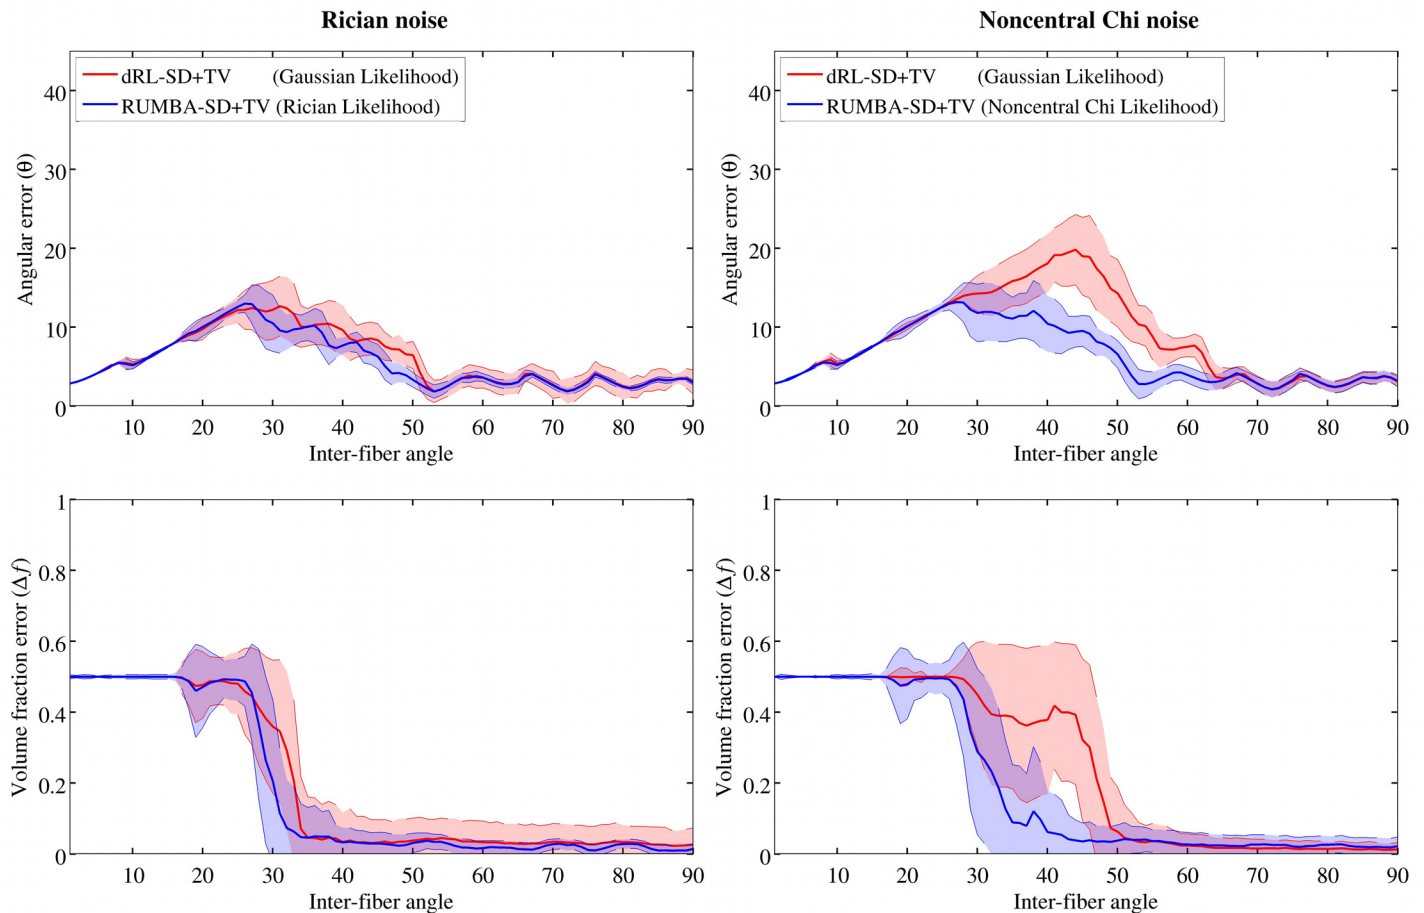 Rician noise
Noncentral Chi noise
dRL-SD+TV (Gaussian Likelihood)
RUMBA-SD+TV (Rician Likelihood)
Angular error (θ)
40
30
20
10
0
10 20 30 40 50 60 70 80 90
Inter-fiber angle
dRL-SD+TV (Gaussian Likelihood)
RUMBA-SD+TV (Noncentral Chi Likelihood)
Angular error (θ)
40
30
20
10
0
10 20 30 40 50 60 70 80 90
Inter-fiber angle
Volume fraction error (Δf)
1
0.8
0.6
0.4
0.2
0
10 20 30 40 50 60 70 80 90
Inter-fiber angle
Volume fraction error (Δf)
1
0.8
0.6
0.4
0.2
0
10 20 30 40 50 60 70 80 90
Inter-fiber angle